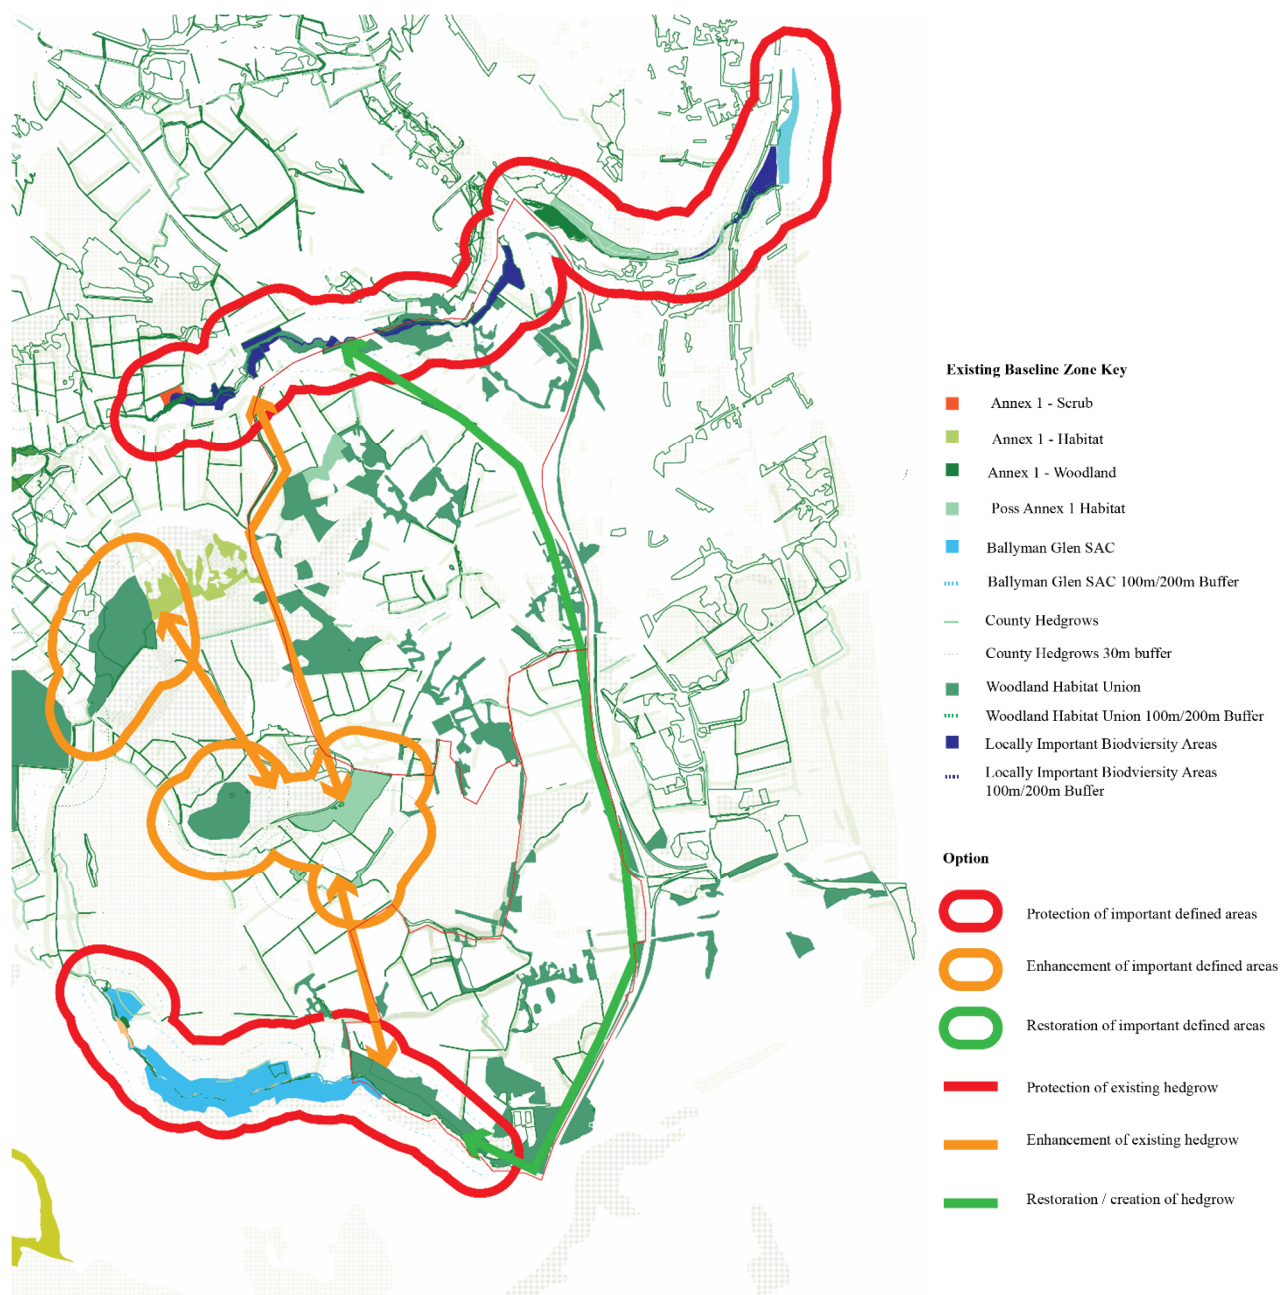 Existing Baseline Zone Key
Annex 1 - Scrub
Annex 1 - Habitat
Annex 1 - Woodland
Poss Annex 1 Habitat
Ballyman Glen SAC
Ballyman Glen SAC 100m/200m Buffer
County Hedgrows
County Hedgrows 30m buffer
Woodland Habitat Union
Woodland Habitat Union 100m/200m Buffer
Locally Important Biodviersity Areas
Locally Important Biodviersity Areas
100m/200m Buffer
Option
Protection of important defined areas
Enhancement of important defined areas
Restoration of important defined areas
Protection of existing hedgrow
Enhancement of existing hedgrow
Restoration / creation of hedgrow